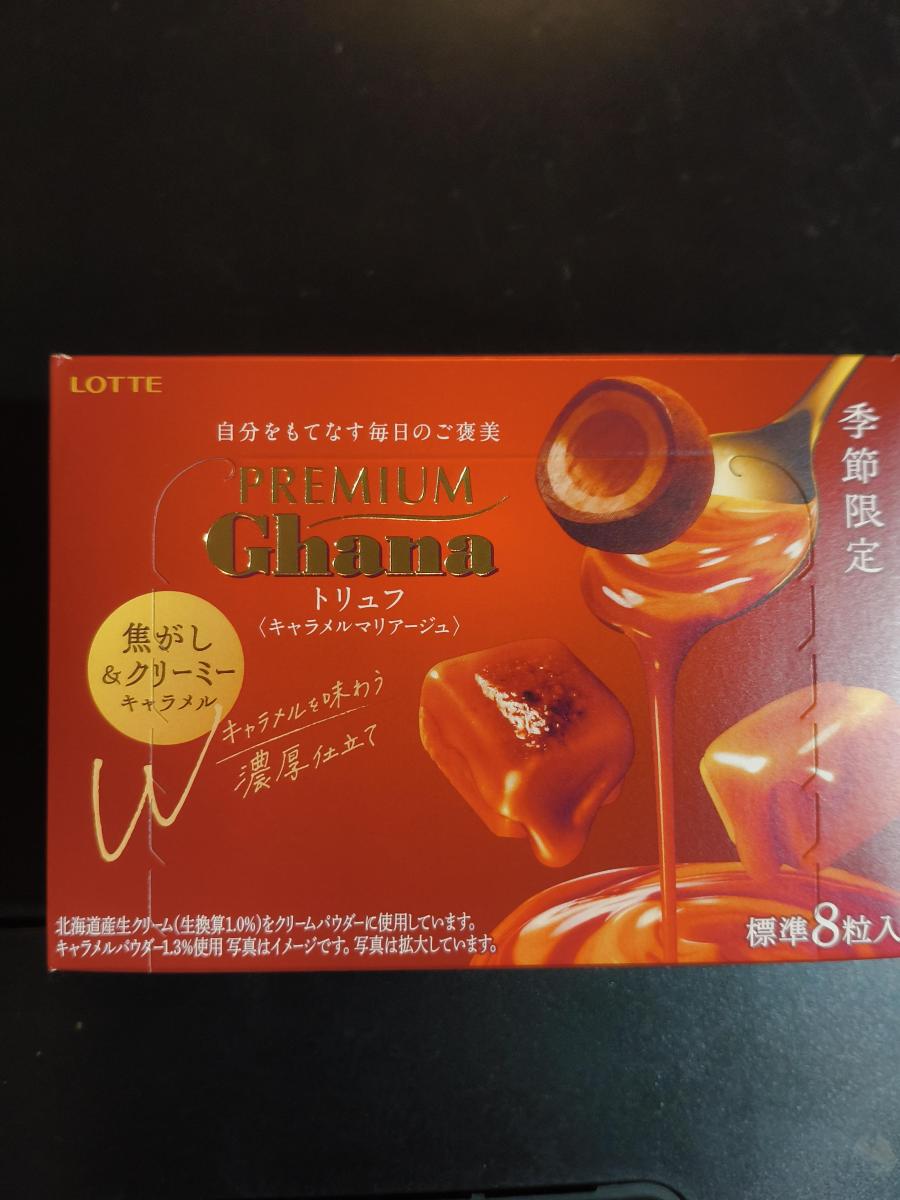 LOTTE
自分をもてなす毎日のご褒美
PREMIUM
Ghana
トリュフ
〈キャラメルマリアージュ〉
季節限定
焦がし
&クリーミー
キャラメル
W
キャラメルを味わう
濃厚仕立て
北海道産生クリーム(生換算1.0%)をクリームパウダーに使用しています。
キャラメルパウダー1.3%使用 写真はイメージです。写真は拡大しています。
標準8粒入